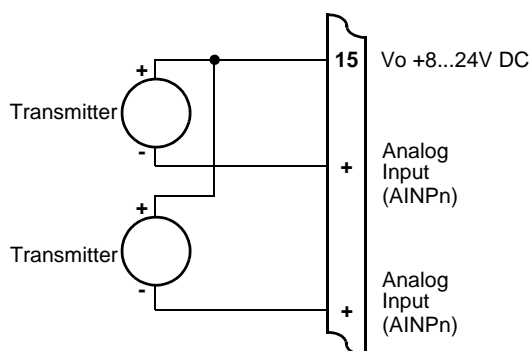 +
15 Vo +8...24V DC
Transmitter
-
+
Analog
Input
(AINPn)
+
Transmitter
-
+
Analog
Input
(AINPn)